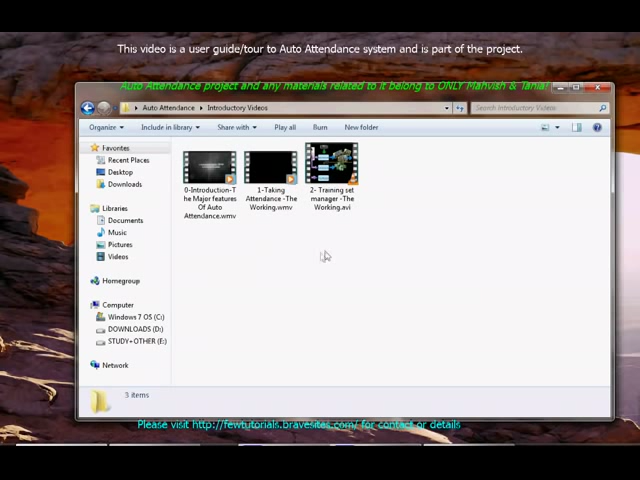 This video is a user guide/tour to Auto Attendance system and is part of the project.
Auto Attendance project and any materials related to it belong to ONLY Mahvish & Tania!
Auto Attendance Introductory Videos
Search Introductory Videos
Organize Include in library Share with Play all Burn New folder
Favorites
Recent Places
Desktop
Downloads
Libraries
Documents
Music
Pictures
Videos
Homegroup
Computer
Windows 7 OS (C:)
DOWNLOADS (D:)
STUDY+OTHER (E:)
Network
0-Introduction-T
he Major features
Of Auto
Attendance.wmv
1-Taking
Attendance -The
Working.wmv
2- Training set
manager -The
Working.avi
3 items
Please visit http://fewtutorials.bravesites.com/ for contact or details